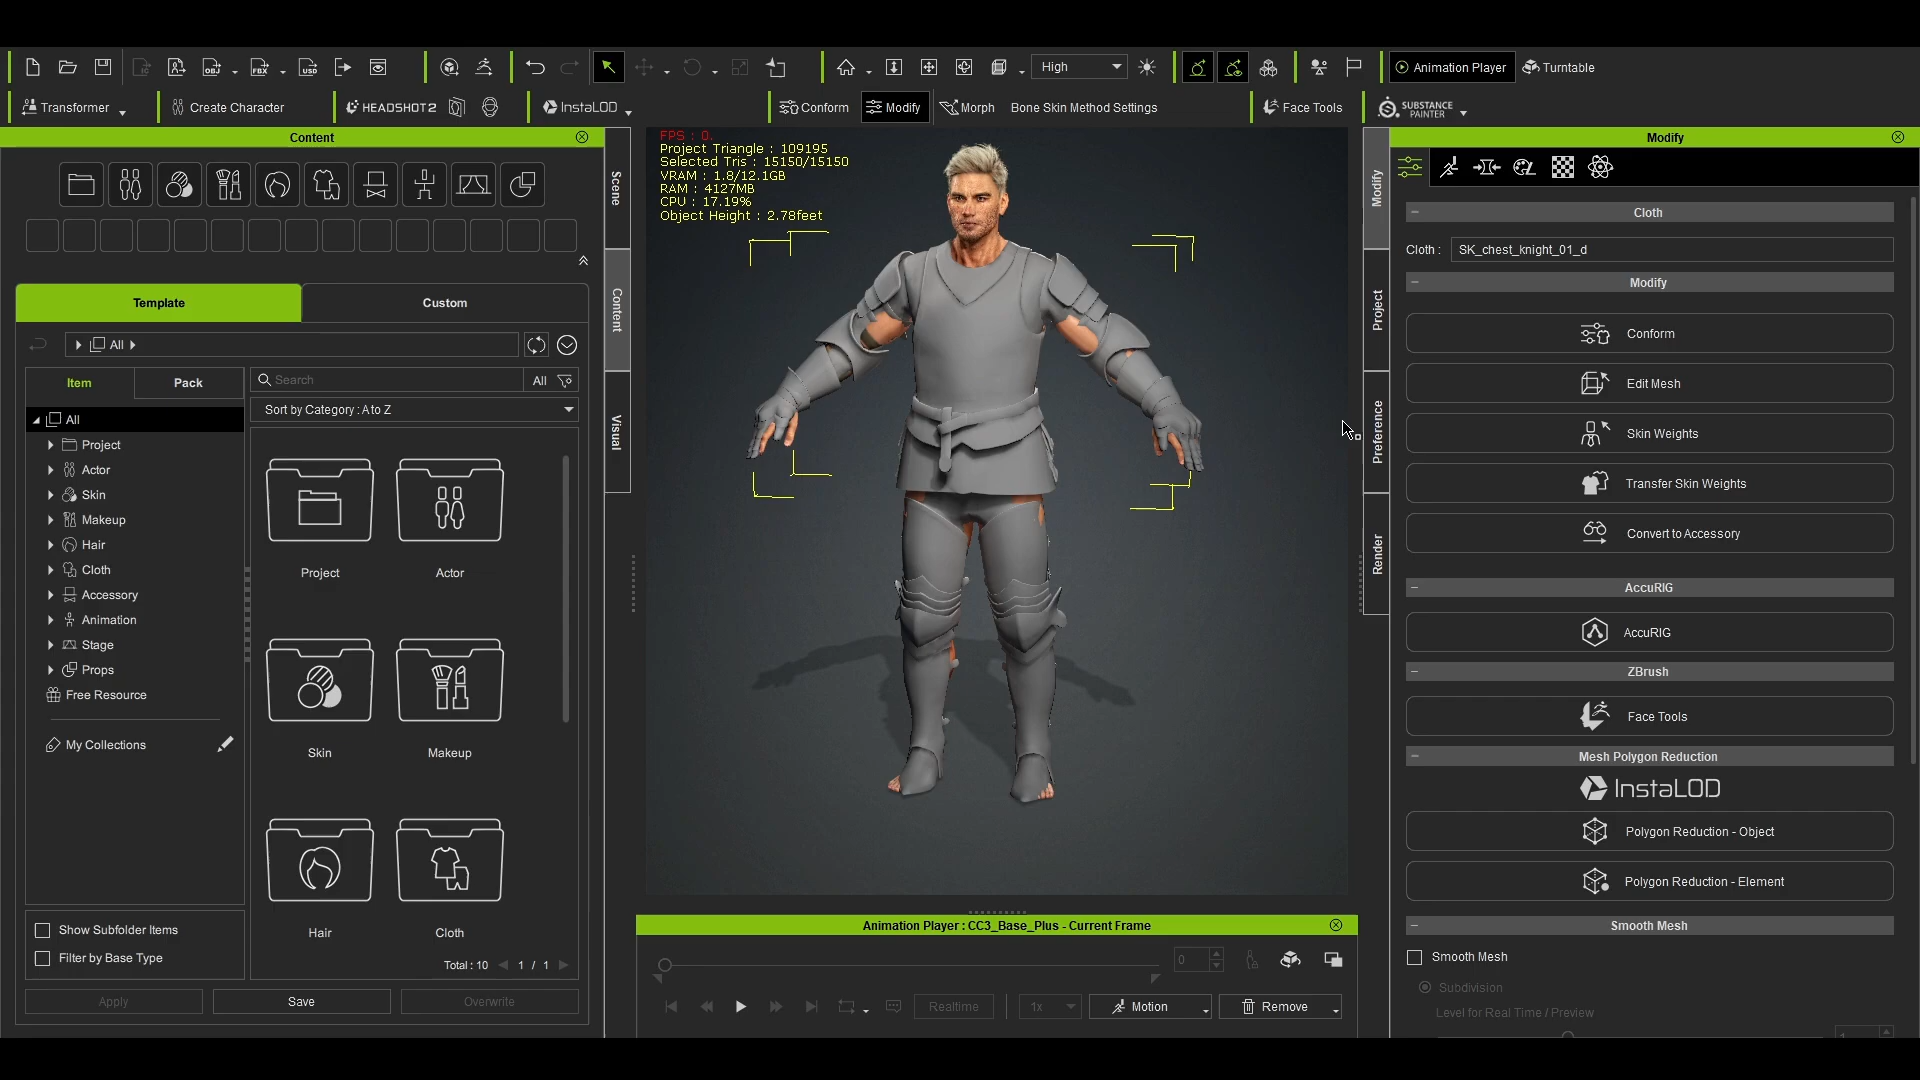 High
Animation Player
Turntable
Transformer
Create Character
HEADSHOT 2
InstaLOD
Conform
Modify
Morph
Bone Skin Method Settings
Face Tools
SUBSTANCE
PAINTER
Content
Template
Custom
All
Item
Pack
Search
All
Sort by Category : A to Z
All
Project
Actor
Skin
Makeup
Hair
Cloth
Accessory
Animation
Stage
Props
Free Resource
My Collections
Project
Actor
Skin
Makeup
Hair
Cloth
Show Subfolder Items
Filter by Base Type
Total : 10
1 / 1
Apply
Save
Overwrite
Scene
Content
Visual
FPS : 0.
Project Triangle : 109195
Selected Tris : 15150/15150
VRAM : 1.8/12.1GB
RAM : 4127MB
CPU : 17.19%
Object Height : 2.78feet
Animation Player : CC3_Base_Plus - Current Frame
0
Realtime
1x
Motion
Remove
Modify
Project
Preference
Render
Modify
Cloth
Cloth :
SK_chest_knight_01_d
Modify
Conform
Edit Mesh
Skin Weights
Transfer Skin Weights
Convert to Accessory
AccuRIG
AccuRIG
ZBrush
Face Tools
Mesh Polygon Reduction
InstaLOD
Polygon Reduction - Object
Polygon Reduction - Element
Smooth Mesh
Smooth Mesh
Subdivision
Level for Real Time / Preview